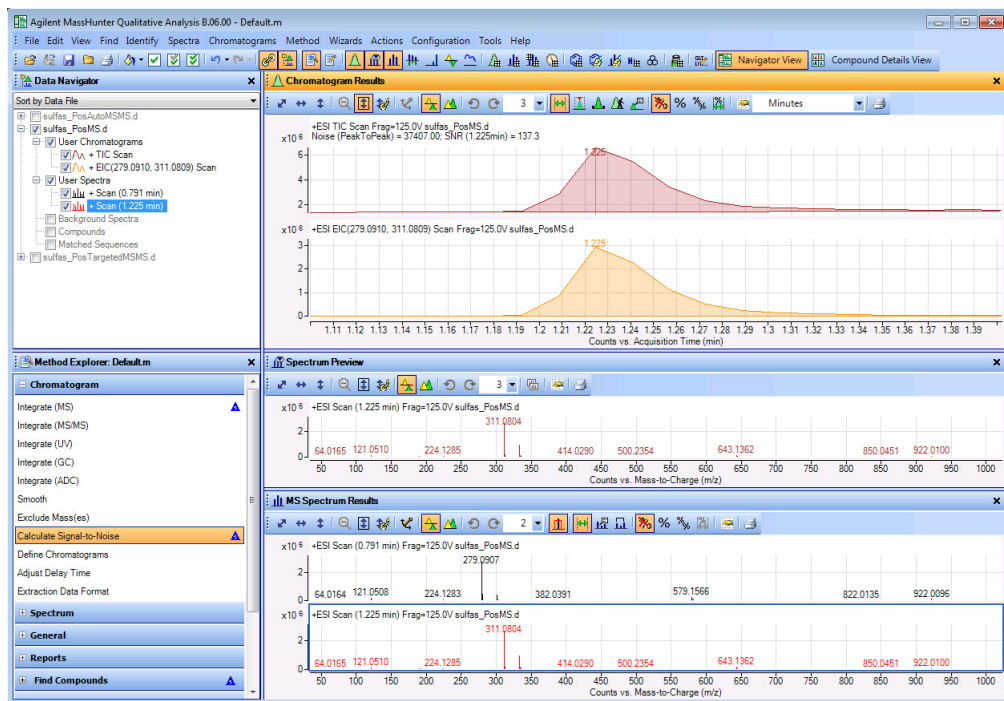 Agilent MassHunter Qualitative Analysis B.06.00 - Default.m
File Edit View Find Identify Spectra Chromatograms Method Wizards Actions Configuration Tools Help
Navigator View Compound Details View
Data Navigator
Sort by Data File
sulfas_PosAutoMSMS.d
sulfas_PosMS.d
User Chromatograms
+ TIC Scan
+ EIC(279.0910, 311.0809) Scan
User Spectra
+ Scan (0.791 min)
+ Scan (1.225 min)
Background Spectra
Compounds
Matched Sequences
sulfas_PosTargetedMSMS.d
Chromatogram Results
3 % Minutes
x10 6 +ESI TIC Scan Frag=125.0V sulfas_PosMS.d
Noise (PeakToPeak) = 37407.00; SNR (1.225min) = 137.3
1.225
6
4
2
x10 6 +ESI EIC(279.0910, 311.0809) Scan Frag=125.0V sulfas_PosMS.d
1.225
3
2
1
0
1.11 1.12 1.13 1.14 1.15 1.16 1.17 1.18 1.19 1.2 1.21 1.22 1.23 1.24 1.25 1.26 1.27 1.28 1.29 1.3 1.31 1.32 1.33 1.34 1.35 1.36 1.37 1.38 1.39
Counts vs. Acquisition Time (min)
Method Explorer: Default.m
Chromatogram
Integrate (MS)
Integrate (MS/MS)
Integrate (UV)
Integrate (GC)
Integrate (ADC)
Smooth
Exclude Mass(es)
Calculate Signal-to-Noise
Define Chromatograms
Adjust Delay Time
Extraction Data Format
Spectrum
General
Reports
Find Compounds
Spectrum Preview
3
x10 6 +ESI Scan (1.225 min) Frag=125.0V sulfas_PosMS.d
311.0804
2
0
64.0165 121.0510 224.1285 414.0290 500.2354 643.1362 850.0451 922.0100
50 100 150 200 250 300 350 400 450 500 550 600 650 700 750 800 850 900 950 1000
Counts vs. Mass-to-Charge (m/z)
MS Spectrum Results
2 %
x10 6 +ESI Scan (0.791 min) Frag=125.0V sulfas_PosMS.d
279.0907
2
0
64.0164 121.0508 224.1283 382.0391 579.1566 822.0135 922.0096
x10 6 +ESI Scan (1.225 min) Frag=125.0V sulfas_PosMS.d
311.0804
2
0
64.0165 121.0510 224.1285 414.0290 500.2354 643.1362 850.0451 922.0100
50 100 150 200 250 300 350 400 450 500 550 600 650 700 750 800 850 900 950 1000
Counts vs. Mass-to-Charge (m/z)